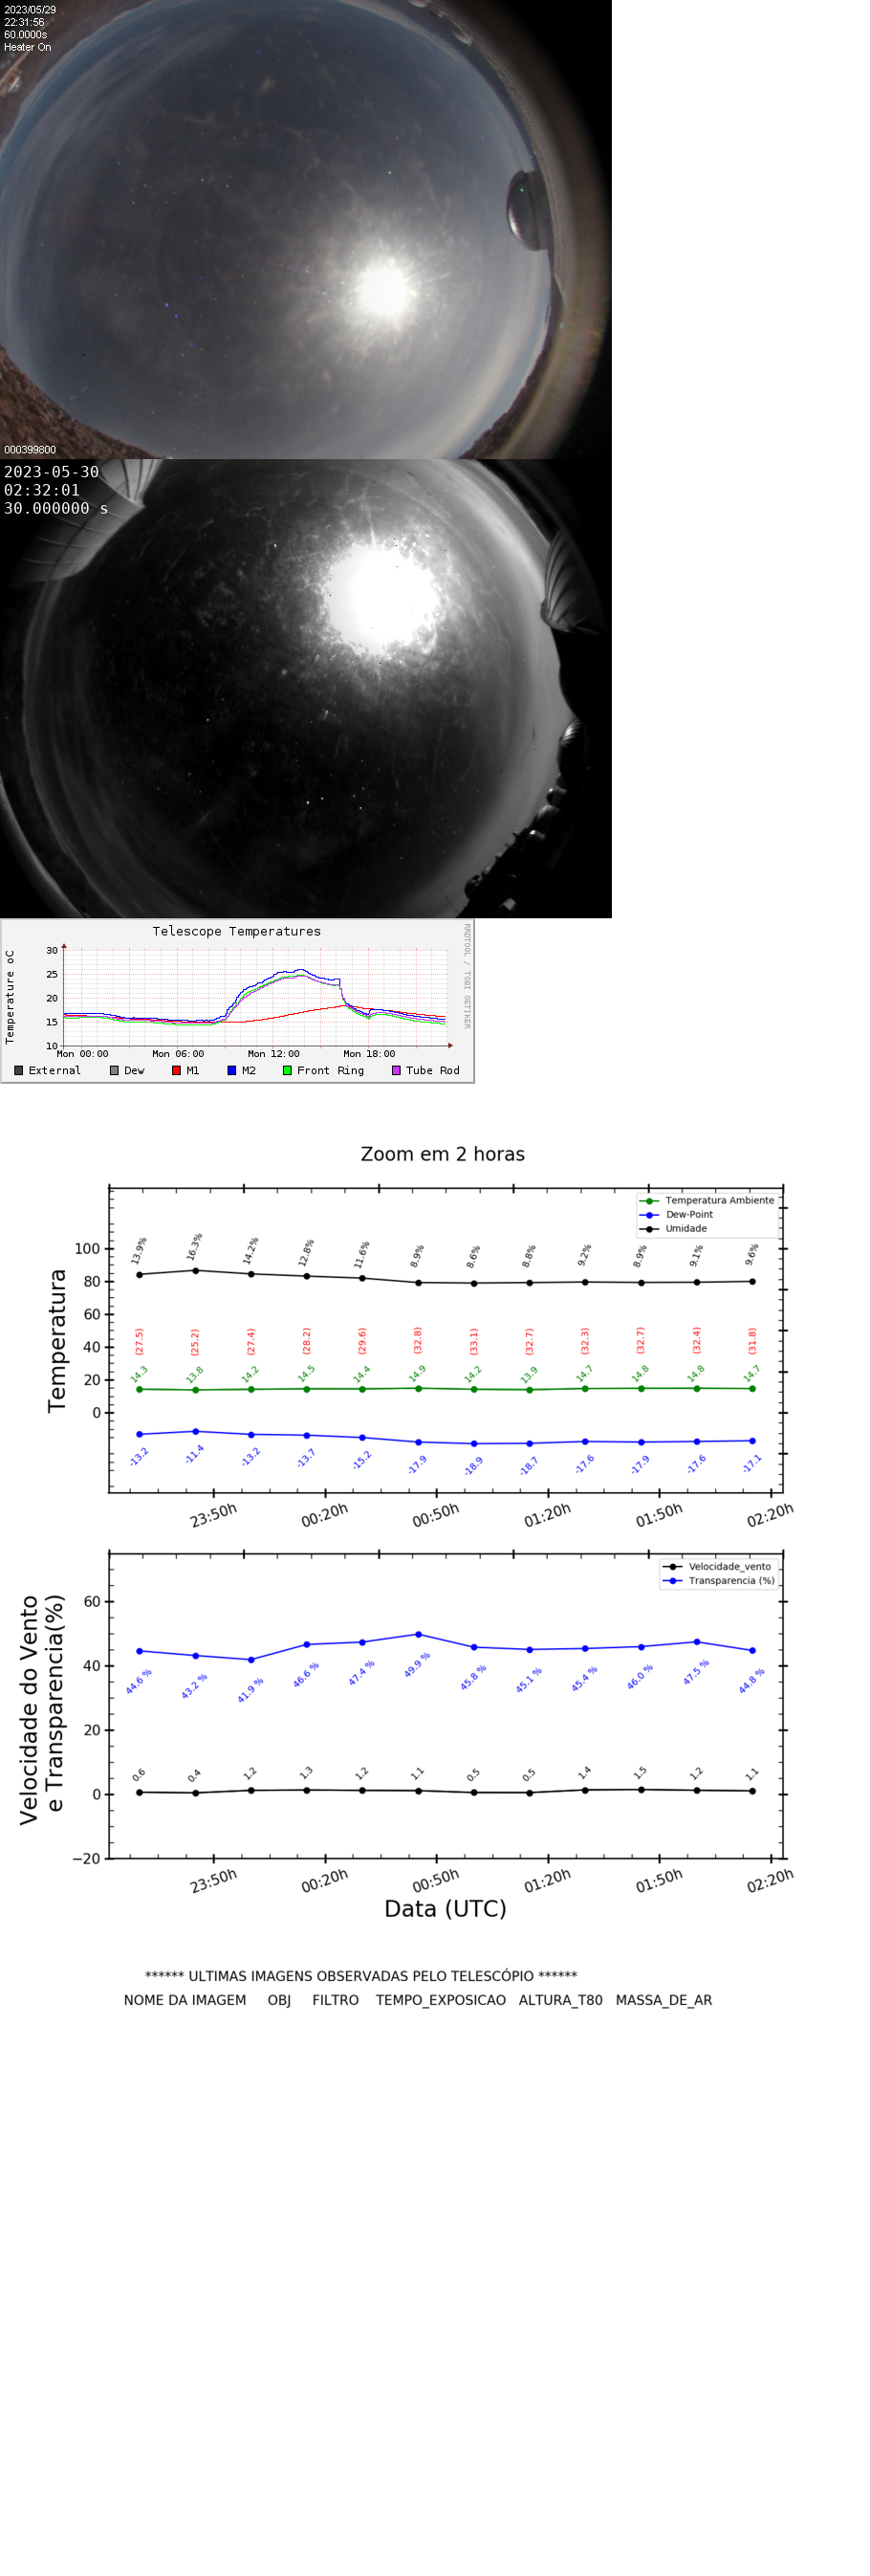 2023/05/29
22:31:56
60.0000s
Heater On
000399800
2023-05-30
02:32:01
30.000000 s
Telescope Temperatures
RRDTOOL / TOBI OETIKER
Temperature oC
30
25
20
15
10
Mon 00:00 Mon 06:00 Mon 12:00 Mon 18:00
External Dew M1 M2 Front Ring Tube Rod
Zoom em 2 horas
Temperatura Ambiente
Dew-Point
Umidade
Temperatura
100
80
60
40
20
0
13.9% 16.3% 14.2% 12.8% 11.6% 8.9% 8.6% 8.8% 9.2% 8.9% 9.1% 9.6%
(27.5) (25.2) (27.4) (28.2) (29.6) (32.8) (33.1) (32.7) (32.3) (32.7) (32.4) (31.8)
14.3 13.8 14.2 14.5 14.4 14.9 14.2 13.9 14.7 14.8 14.8 14.7
-13.2 -11.4 -13.2 -13.7 -15.2 -17.9 -18.9 -18.7 -17.6 -17.9 -17.6 -17.1
23:50h 00:20h 00:50h 01:20h 01:50h 02:20h
Velocidade_vento
Transparencia (%)
Velocidade do Vento
e Transparencia(%)
60
40
20
0
−20
44.6 % 43.2 % 41.9 % 46.6 % 47.4 % 49.9 % 45.8 % 45.1 % 45.4 % 46.0 % 47.5 % 44.8 %
0.6 0.4 1.2 1.3 1.2 1.1 0.5 0.5 1.4 1.5 1.2 1.1
23:50h 00:20h 00:50h 01:20h 01:50h 02:20h
Data (UTC)
****** ULTIMAS IMAGENS OBSERVADAS PELO TELESCÓPIO ******
NOME DA IMAGEM OBJ FILTRO TEMPO_EXPOSICAO ALTURA_T80 MASSA_DE_AR